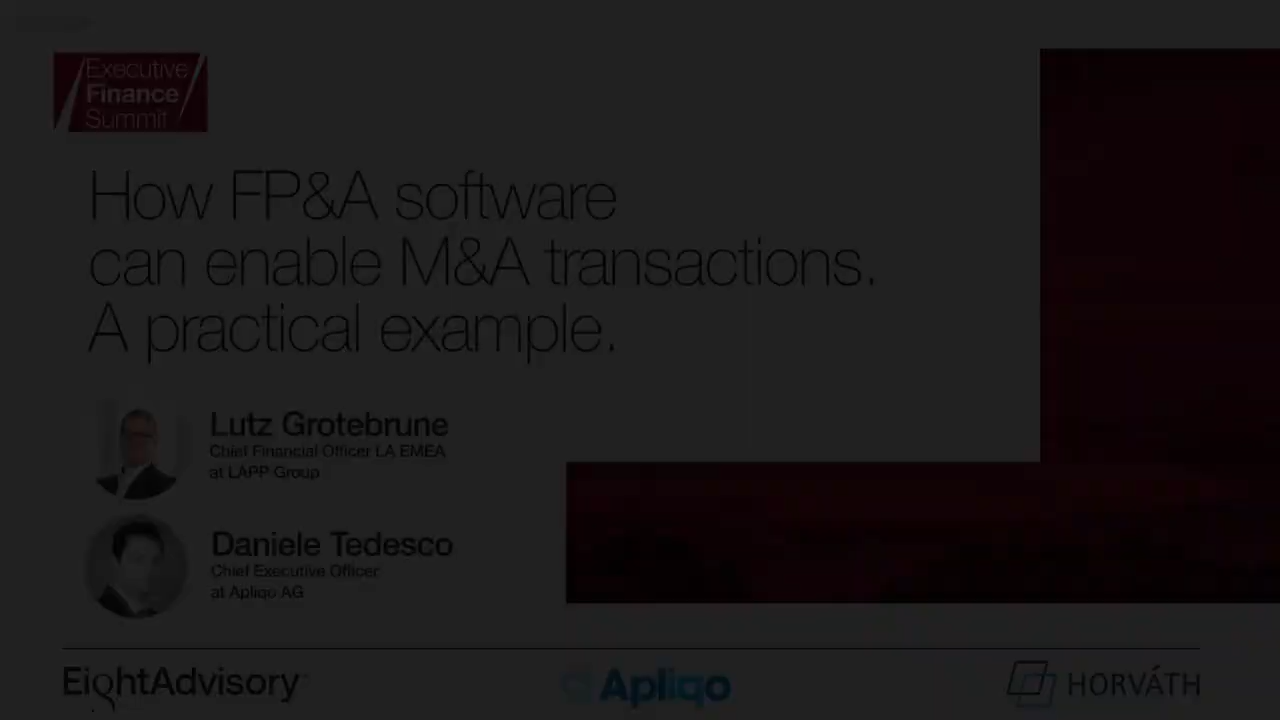 Executive
Finance
Summit
How FP&A software
can enable M&A transactions.
A practical example.
Lutz Grotebrune
Chief Financial Officer LA EMEA
at LAPP Group
Daniele Tedesco
Chief Executive Officer
at Apliqo AG
EightAdvisory
Apliqo
HORVÁTH